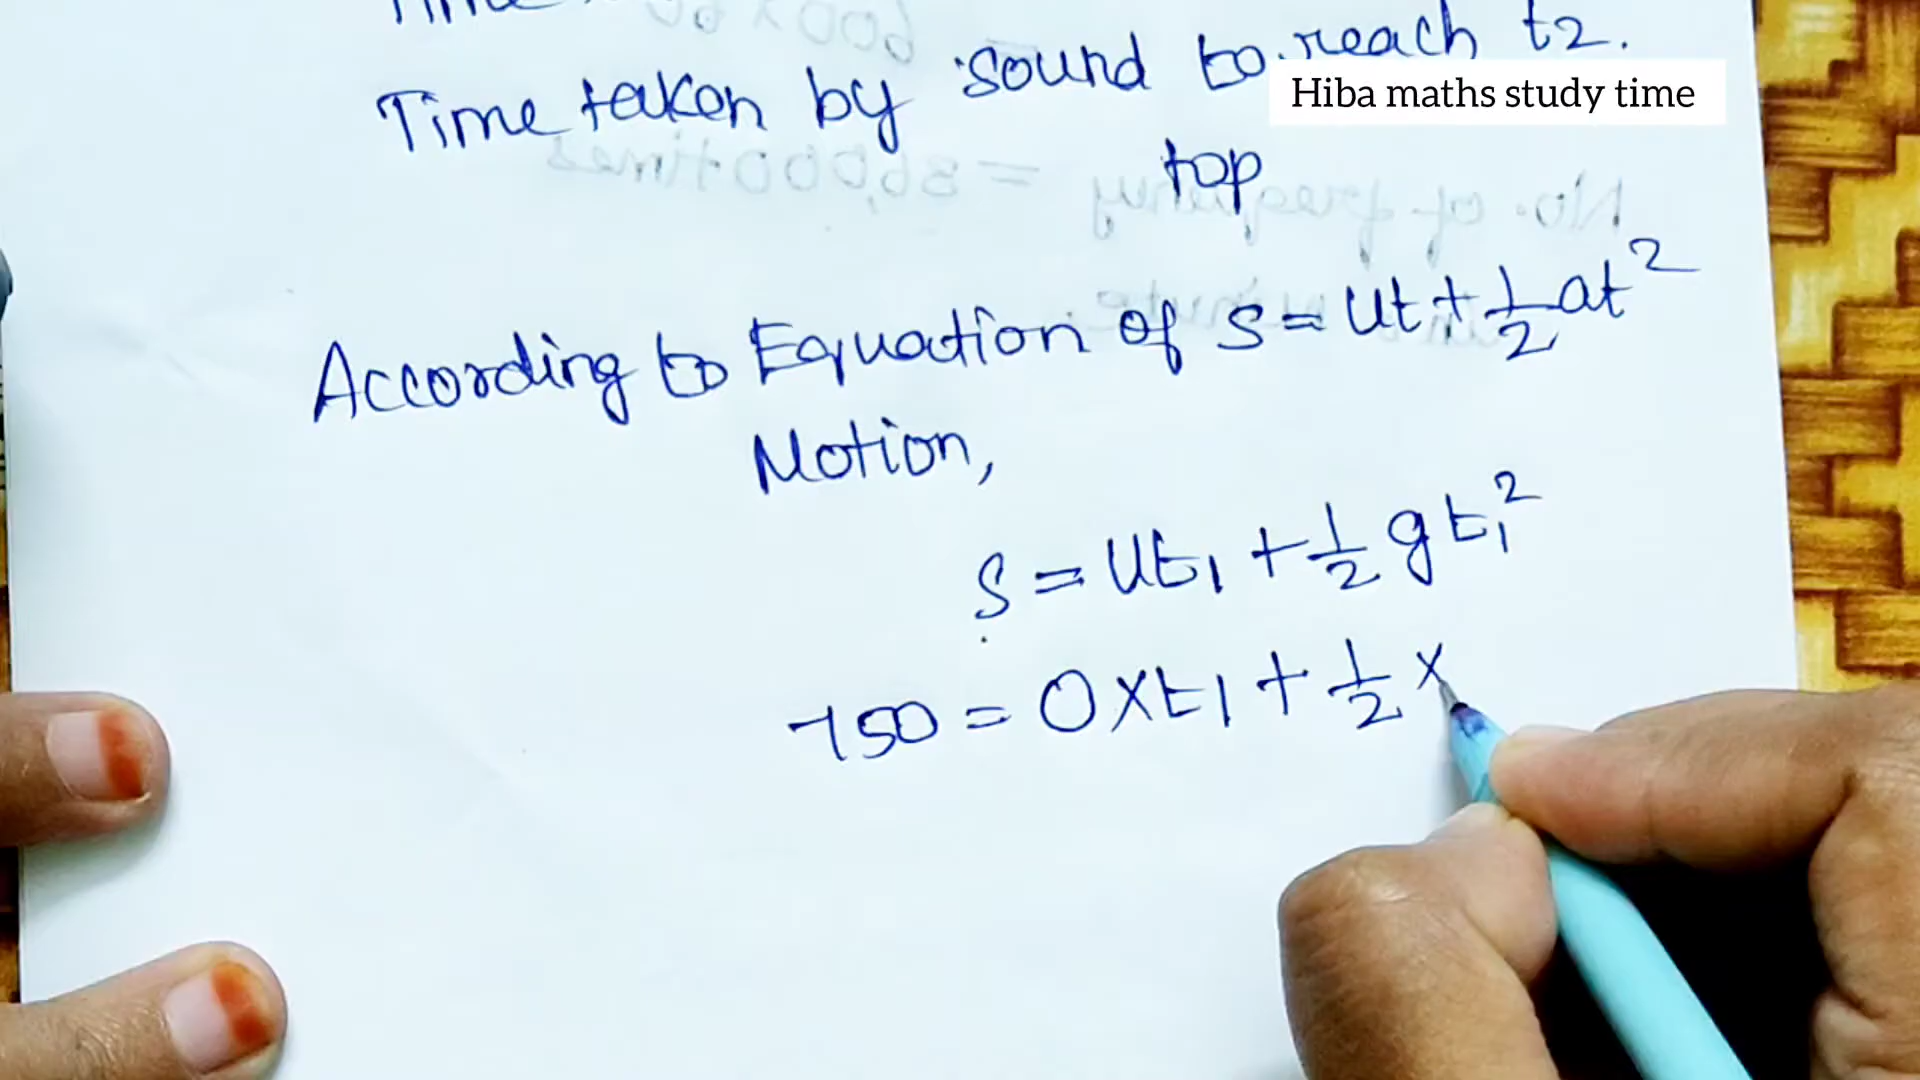 Time
Time taken by sound to reach t2.
Hiba maths study time
top
According to Equation of s = ut + 1/2 at²
Motion,
S = Ut₁ + 1/2 gt₁²
750 = 0 × t₁ + 1/2 ×